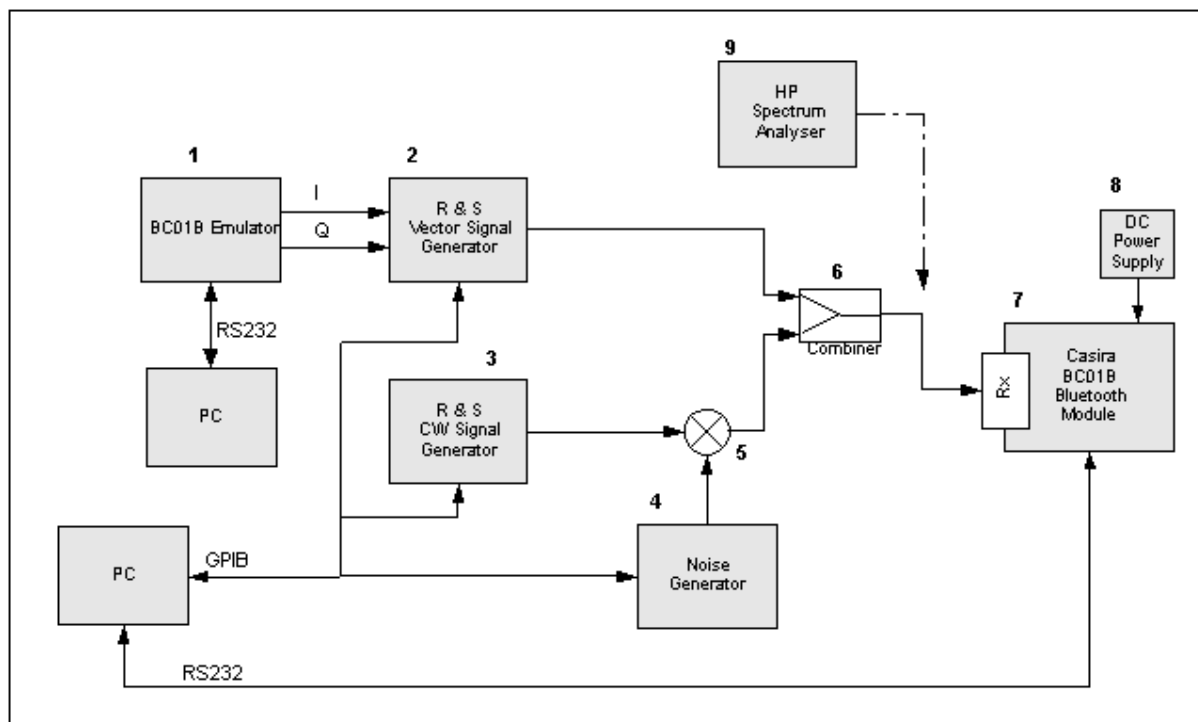 9
HP
Spectrum
Analyser
1
2
8
BC01B Emulator
I
Q
R & S
Vector Signal
Generator
DC
Power
Supply
6
Combiner
7
RS232
3
Rx
Casira
BC01B
Bluetooth
Module
PC
R & S
CW Signal
Generator
5
4
PC
GPIB
Noise
Generator
RS232